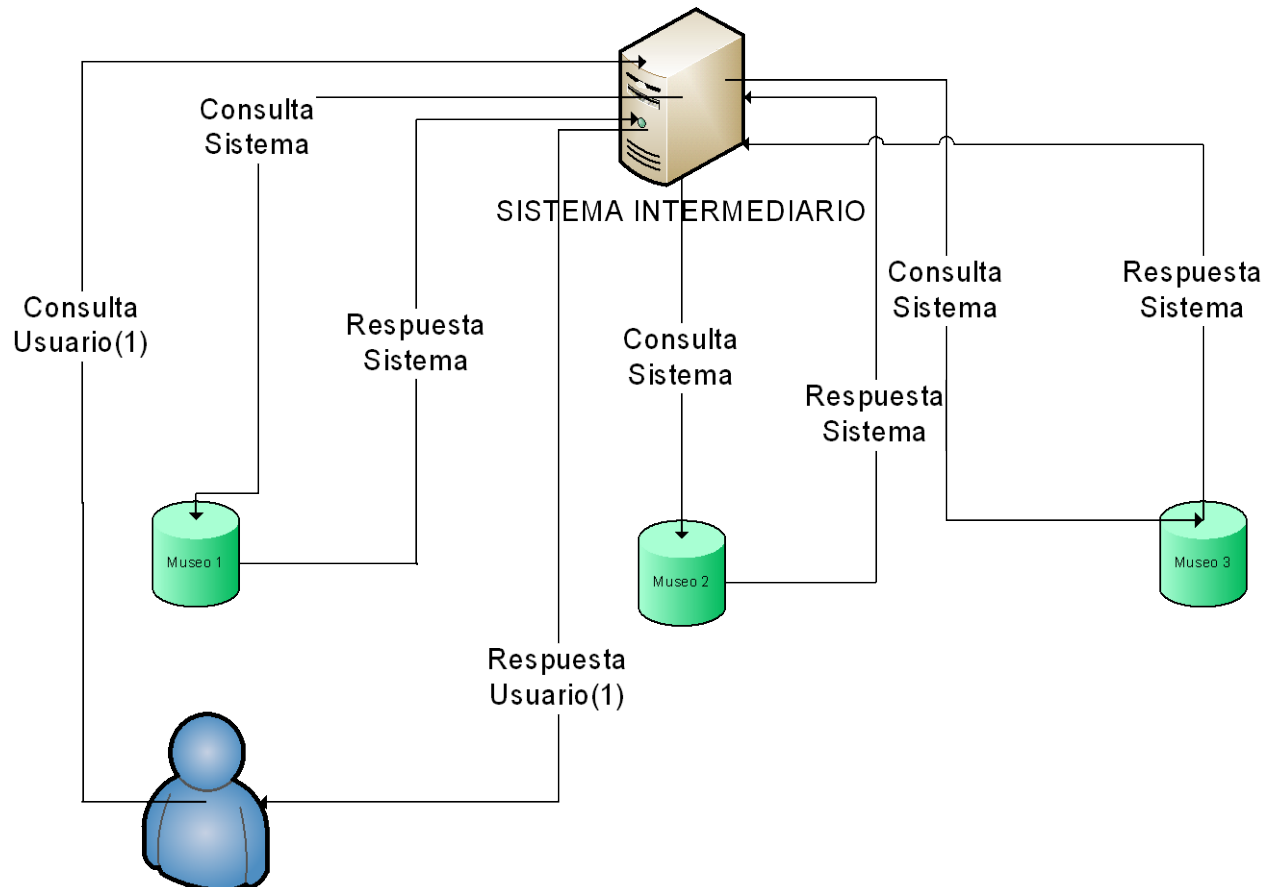 Consulta
Sistema
SISTEMA INTERMEDIARIO
Consulta
Usuario(1)
Respuesta
Sistema
Consulta
Sistema
Respuesta
Sistema
Consulta
Sistema
Respuesta
Sistema
Museo 1
Museo 2
Museo 3
Respuesta
Usuario(1)